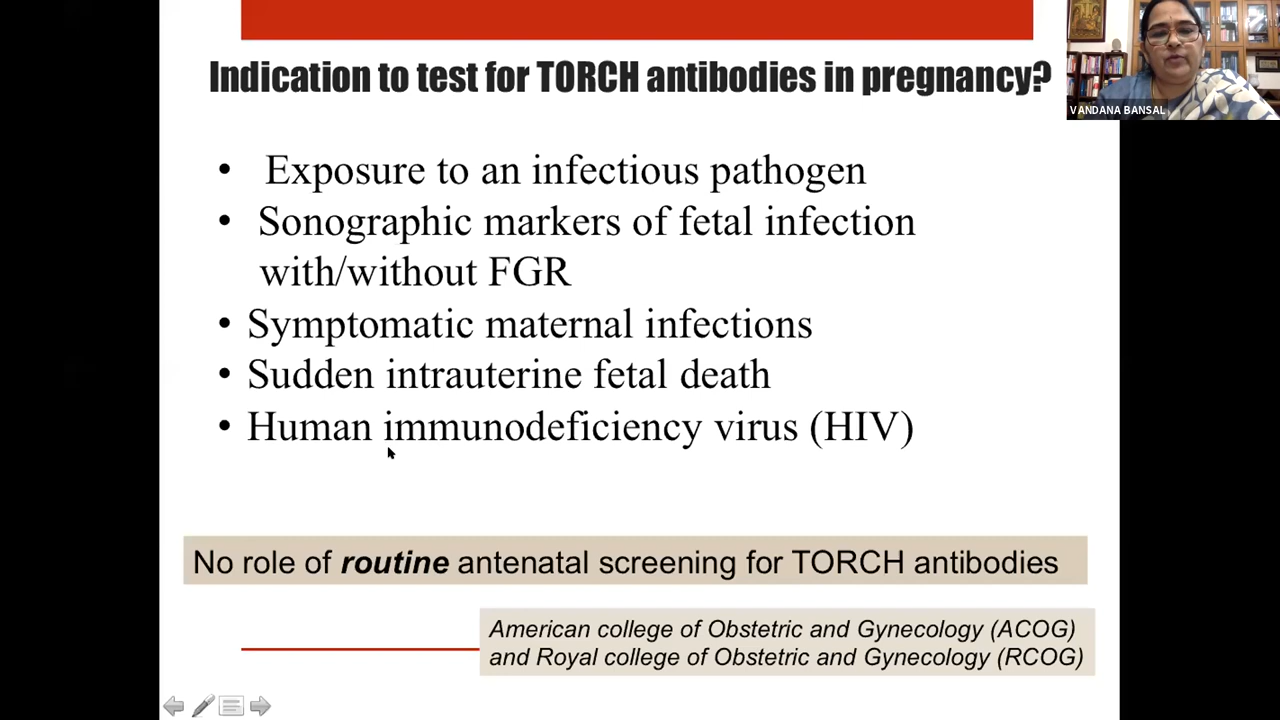 Indication to test for TORCH antibodies in pregnancy?
VANDANA BANSAL
• Exposure to an infectious pathogen
• Sonographic markers of fetal infection
with/without FGR
• Symptomatic maternal infections
• Sudden intrauterine fetal death
• Human immunodeficiency virus (HIV)
No role of routine antenatal screening for TORCH antibodies
American college of Obstetric and Gynecology (ACOG)
and Royal college of Obstetric and Gynecology (RCOG)